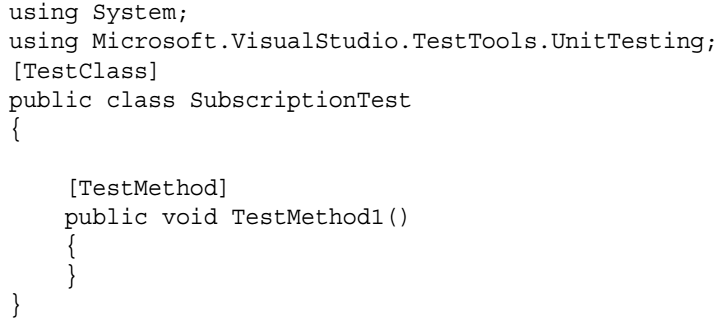 using System;
using Microsoft.VisualStudio.TestTools.UnitTesting;
[TestClass]
public class SubscriptionTest
{
[TestMethod]
public void TestMethod1()
{
}
}